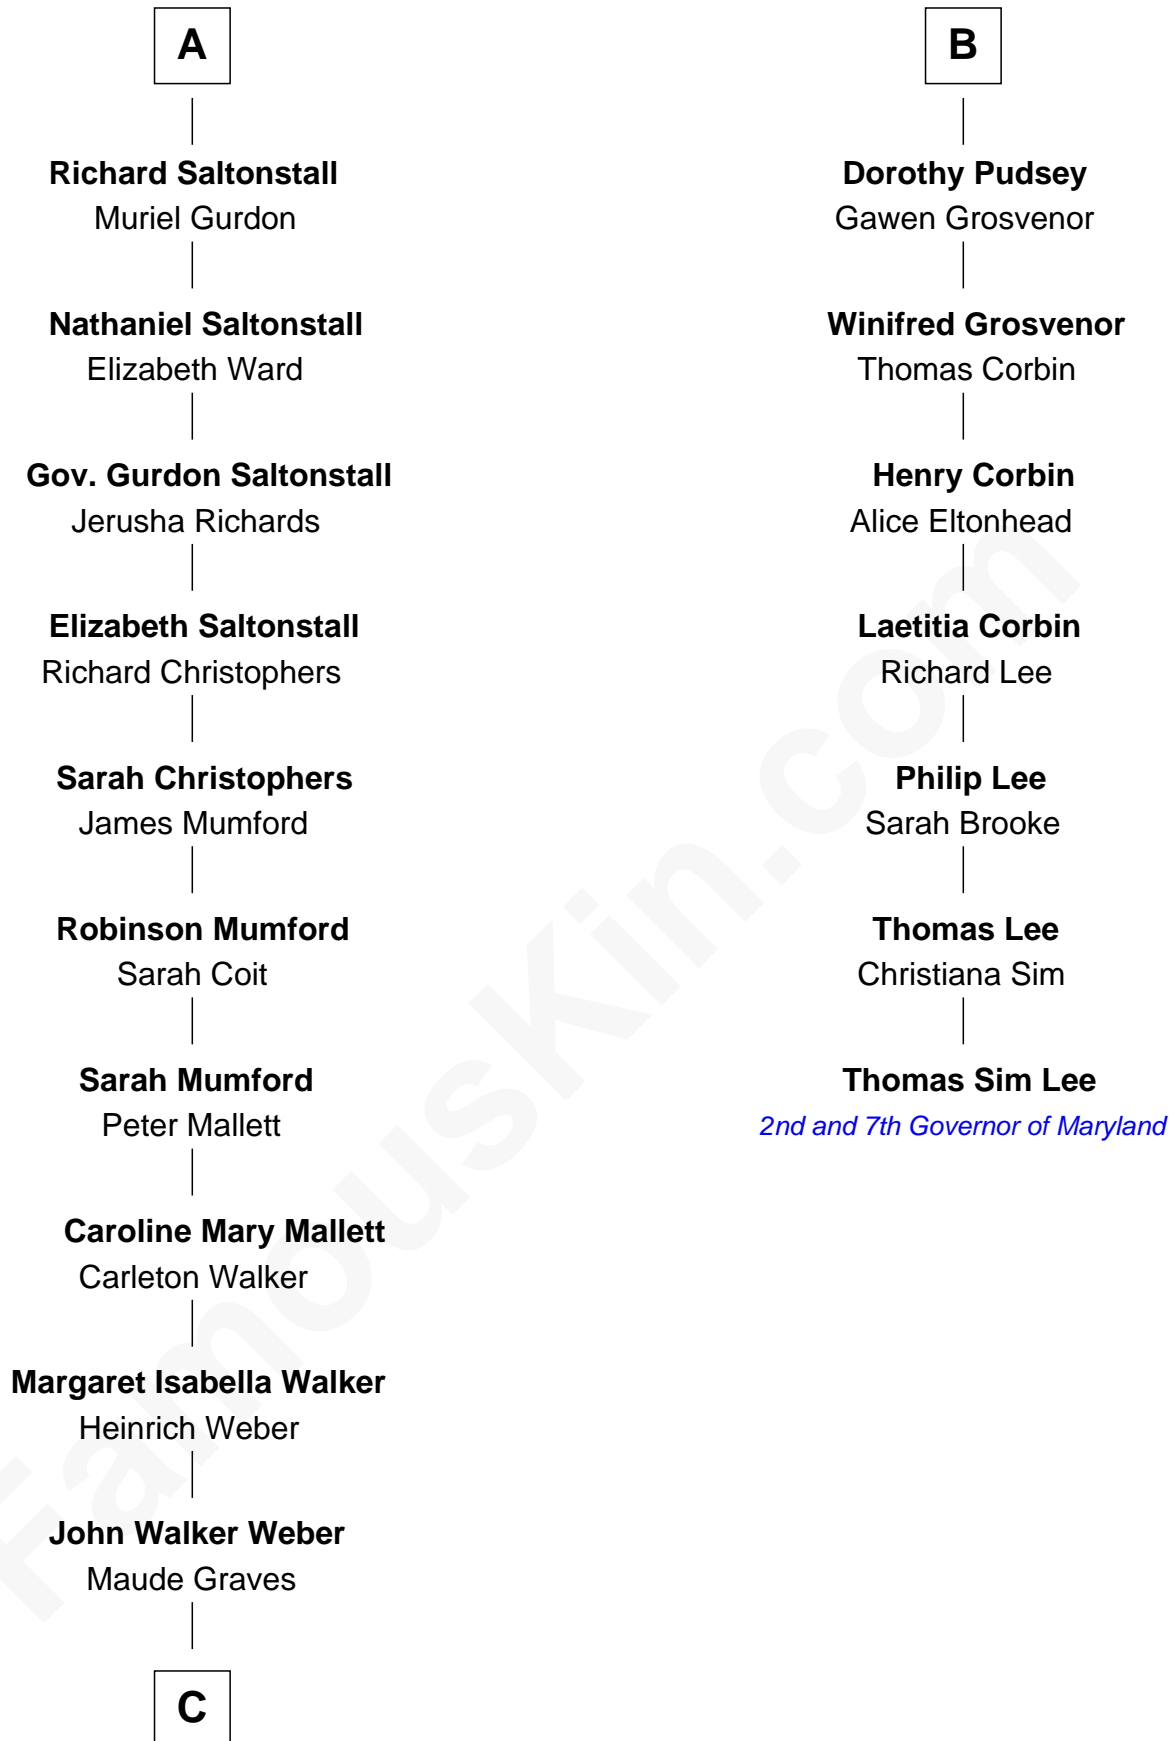 A
Richard Saltonstall
Muriel Gurdon
Nathaniel Saltonstall
Elizabeth Ward
Gov. Gurdon Saltonstall
Jerusha Richards
Elizabeth Saltonstall
Richard Christophers
Sarah Christophers
James Mumford
Robinson Mumford
Sarah Coit
Sarah Mumford
Peter Mallett
Caroline Mary Mallett
Carleton Walker
Margaret Isabella Walker
Heinrich Weber
John Walker Weber
Maude Graves
C
B
Dorothy Pudsey
Gawen Grosvenor
Winifred Grosvenor
Thomas Corbin
Henry Corbin
Alice Eltonhead
Laetitia Corbin
Richard Lee
Philip Lee
Sarah Brooke
Thomas Lee
Christiana Sim
Thomas Sim Lee
2nd and 7th Governor of Maryland
FamousKin.com